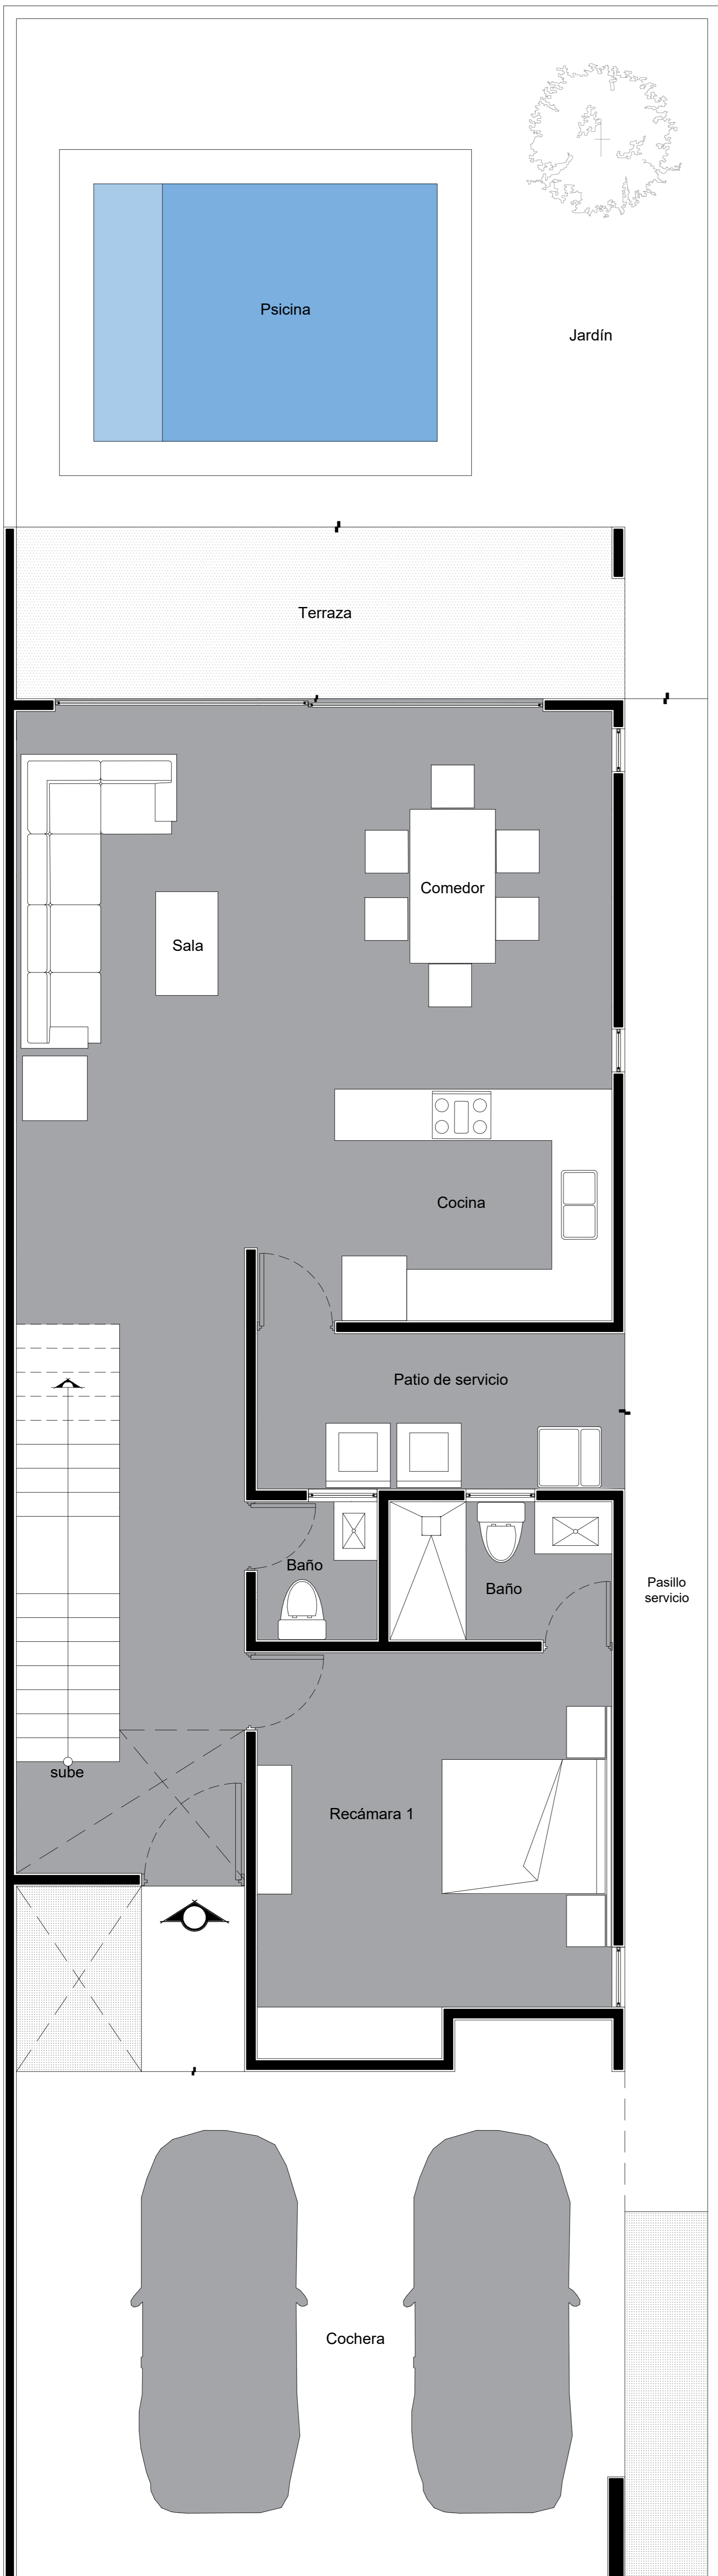 Psicina
Jardín
Terraza
Comedor
Sala
Cocina
Patio de servicio
Baño
Baño
Pasillo
servicio
sube
Recámara 1
Cochera